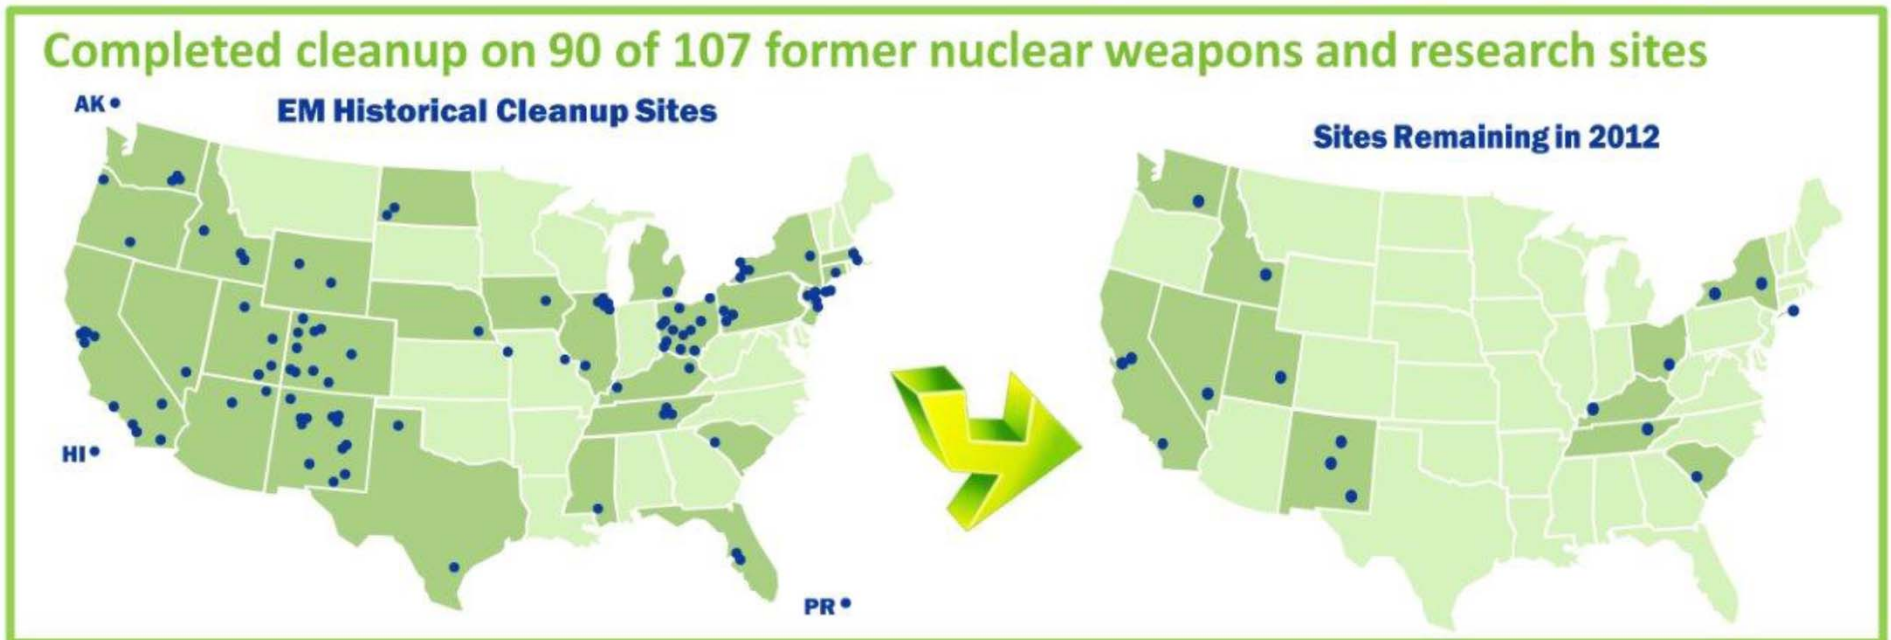 Completed cleanup on 90 of 107 former nuclear weapons and research sites
AK
EM Historical Cleanup Sites
Sites Remaining in 2012
HI
PR